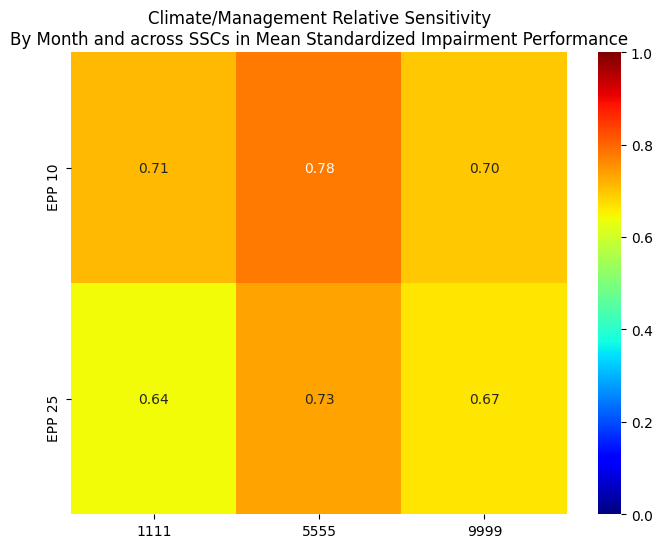 Climate/Management Relative Sensitivity
By Month and across SSCs in Mean Standardized Impairment Performance
1.0
0.8
0.6
0.4
0.2
0.0
EPP 10
0.71 0.78 0.70
EPP 25
0.64 0.73 0.67
1111 5555 9999